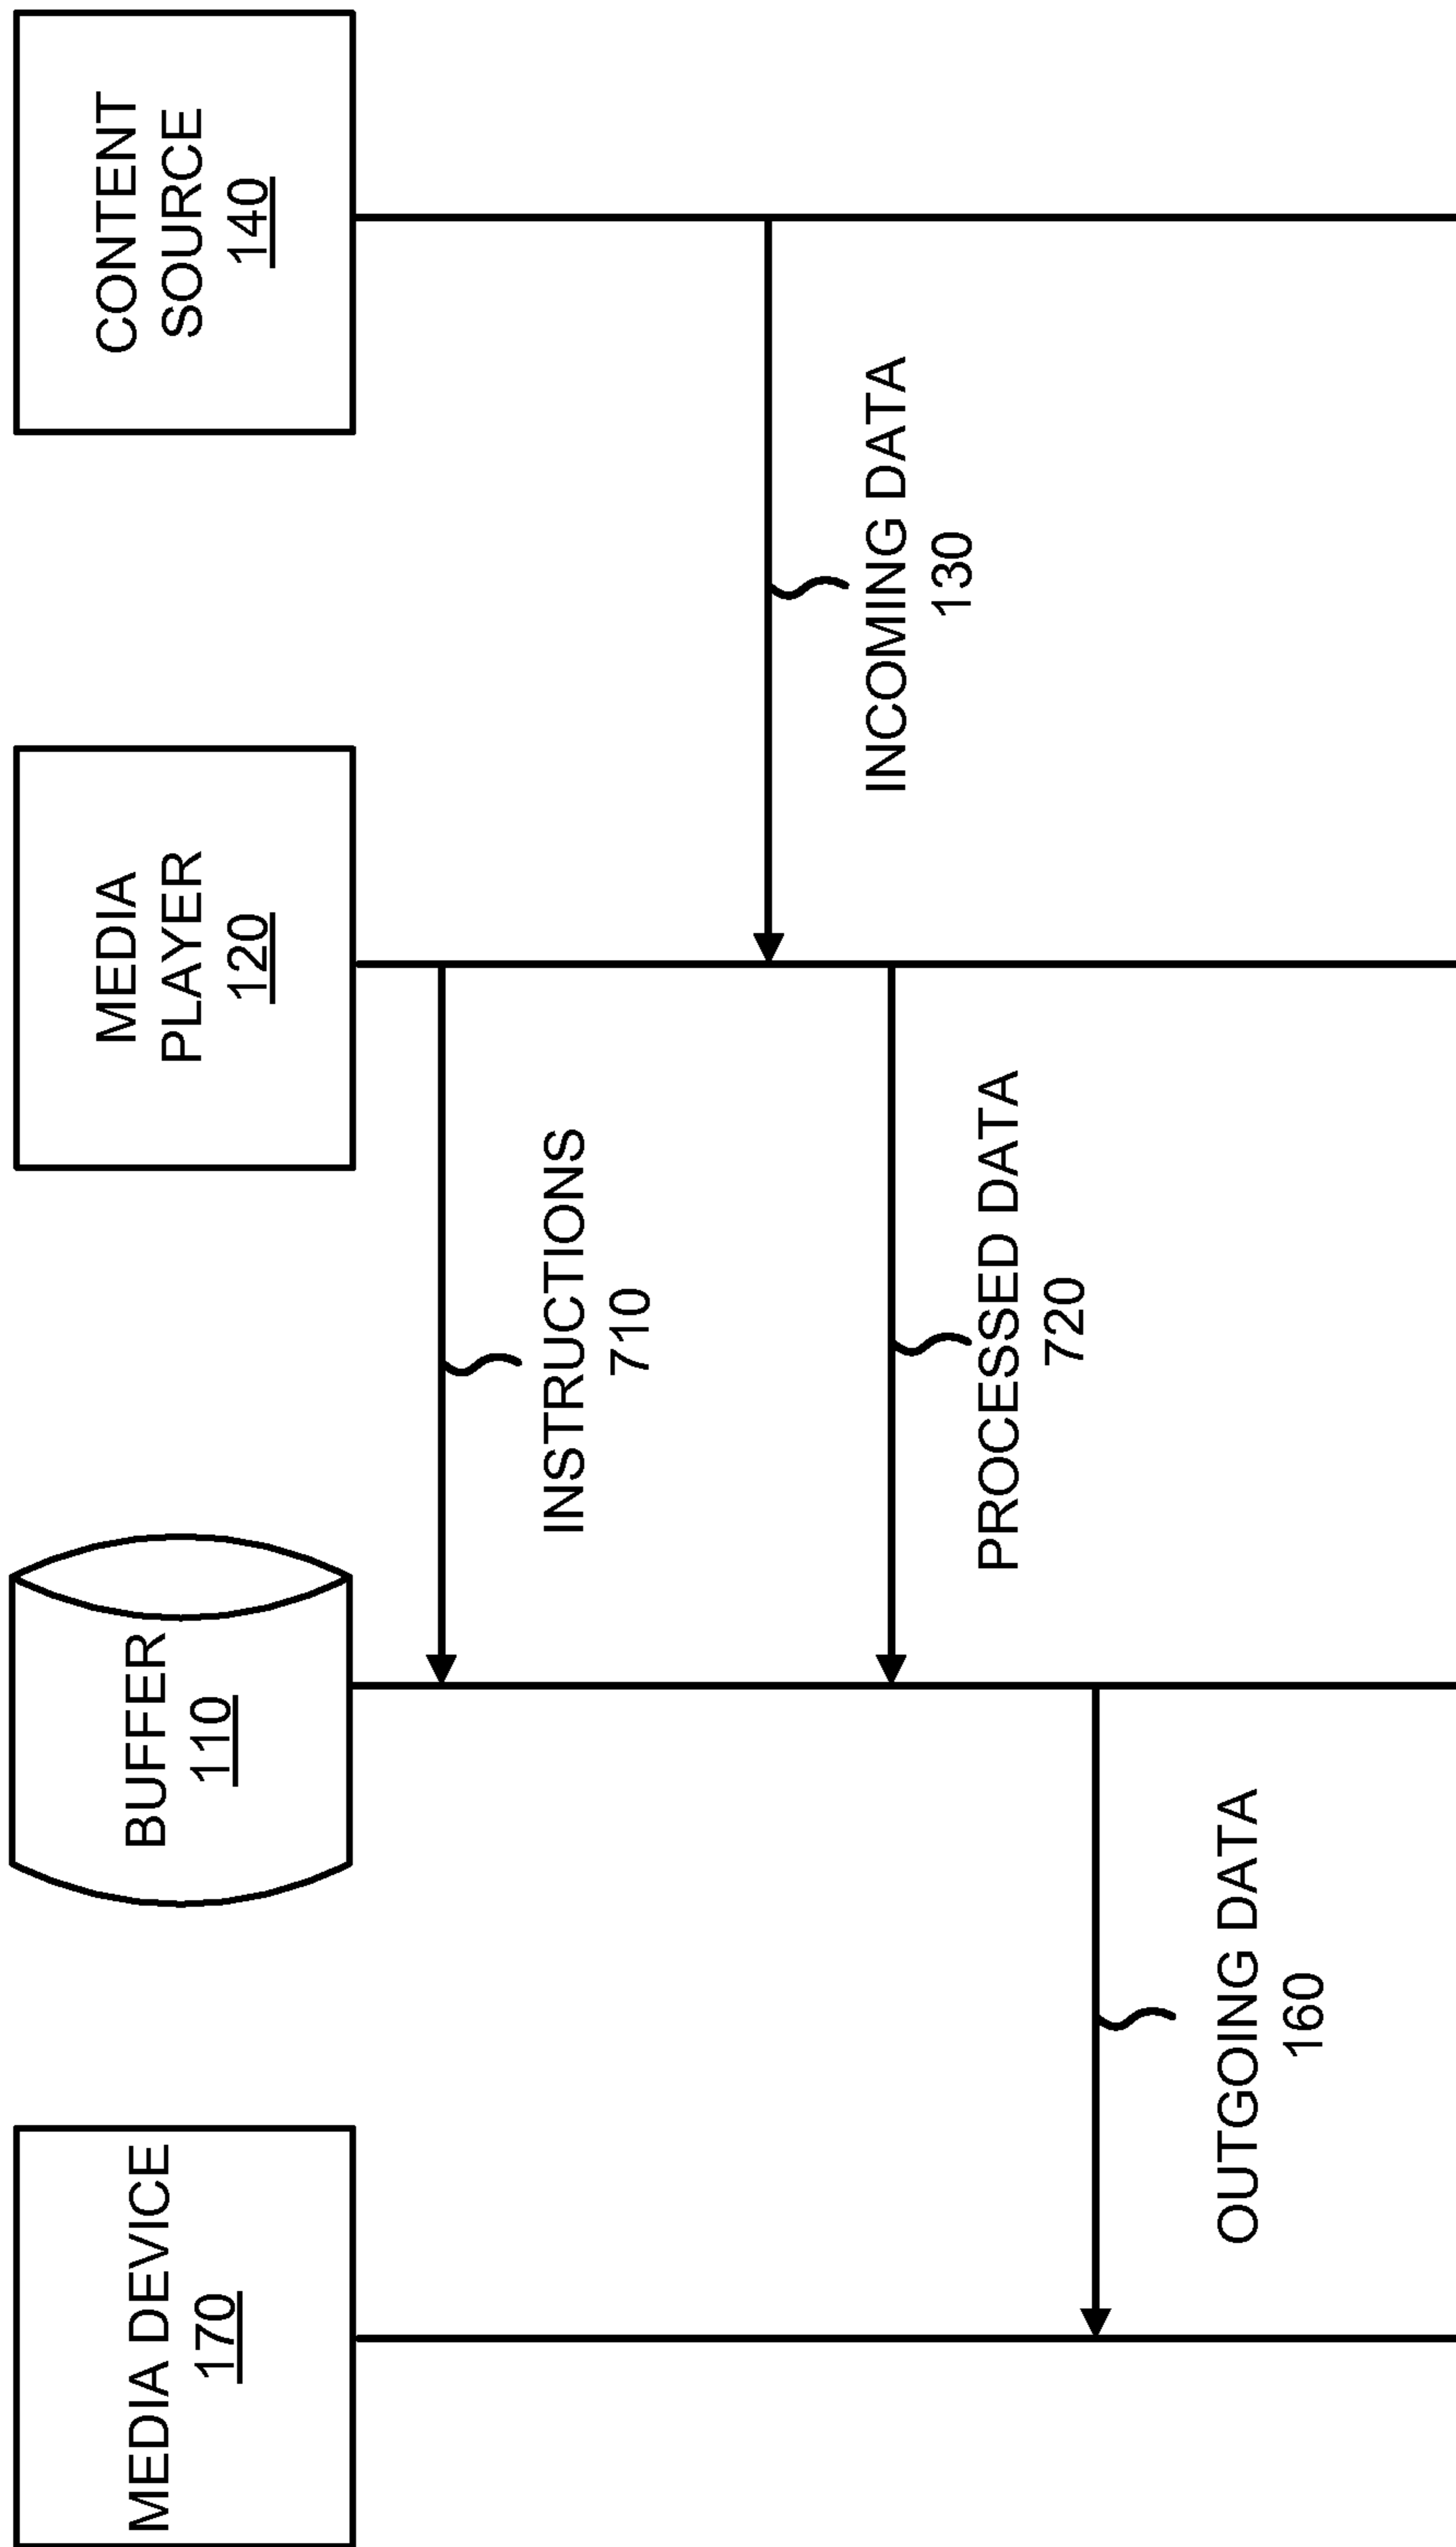 MEDIA DEVICE
170
BUFFER
110
MEDIA
PLAYER
120
CONTENT
SOURCE
140
INSTRUCTIONS
710
INCOMING DATA
130
PROCESSED DATA
720
OUTGOING DATA
160